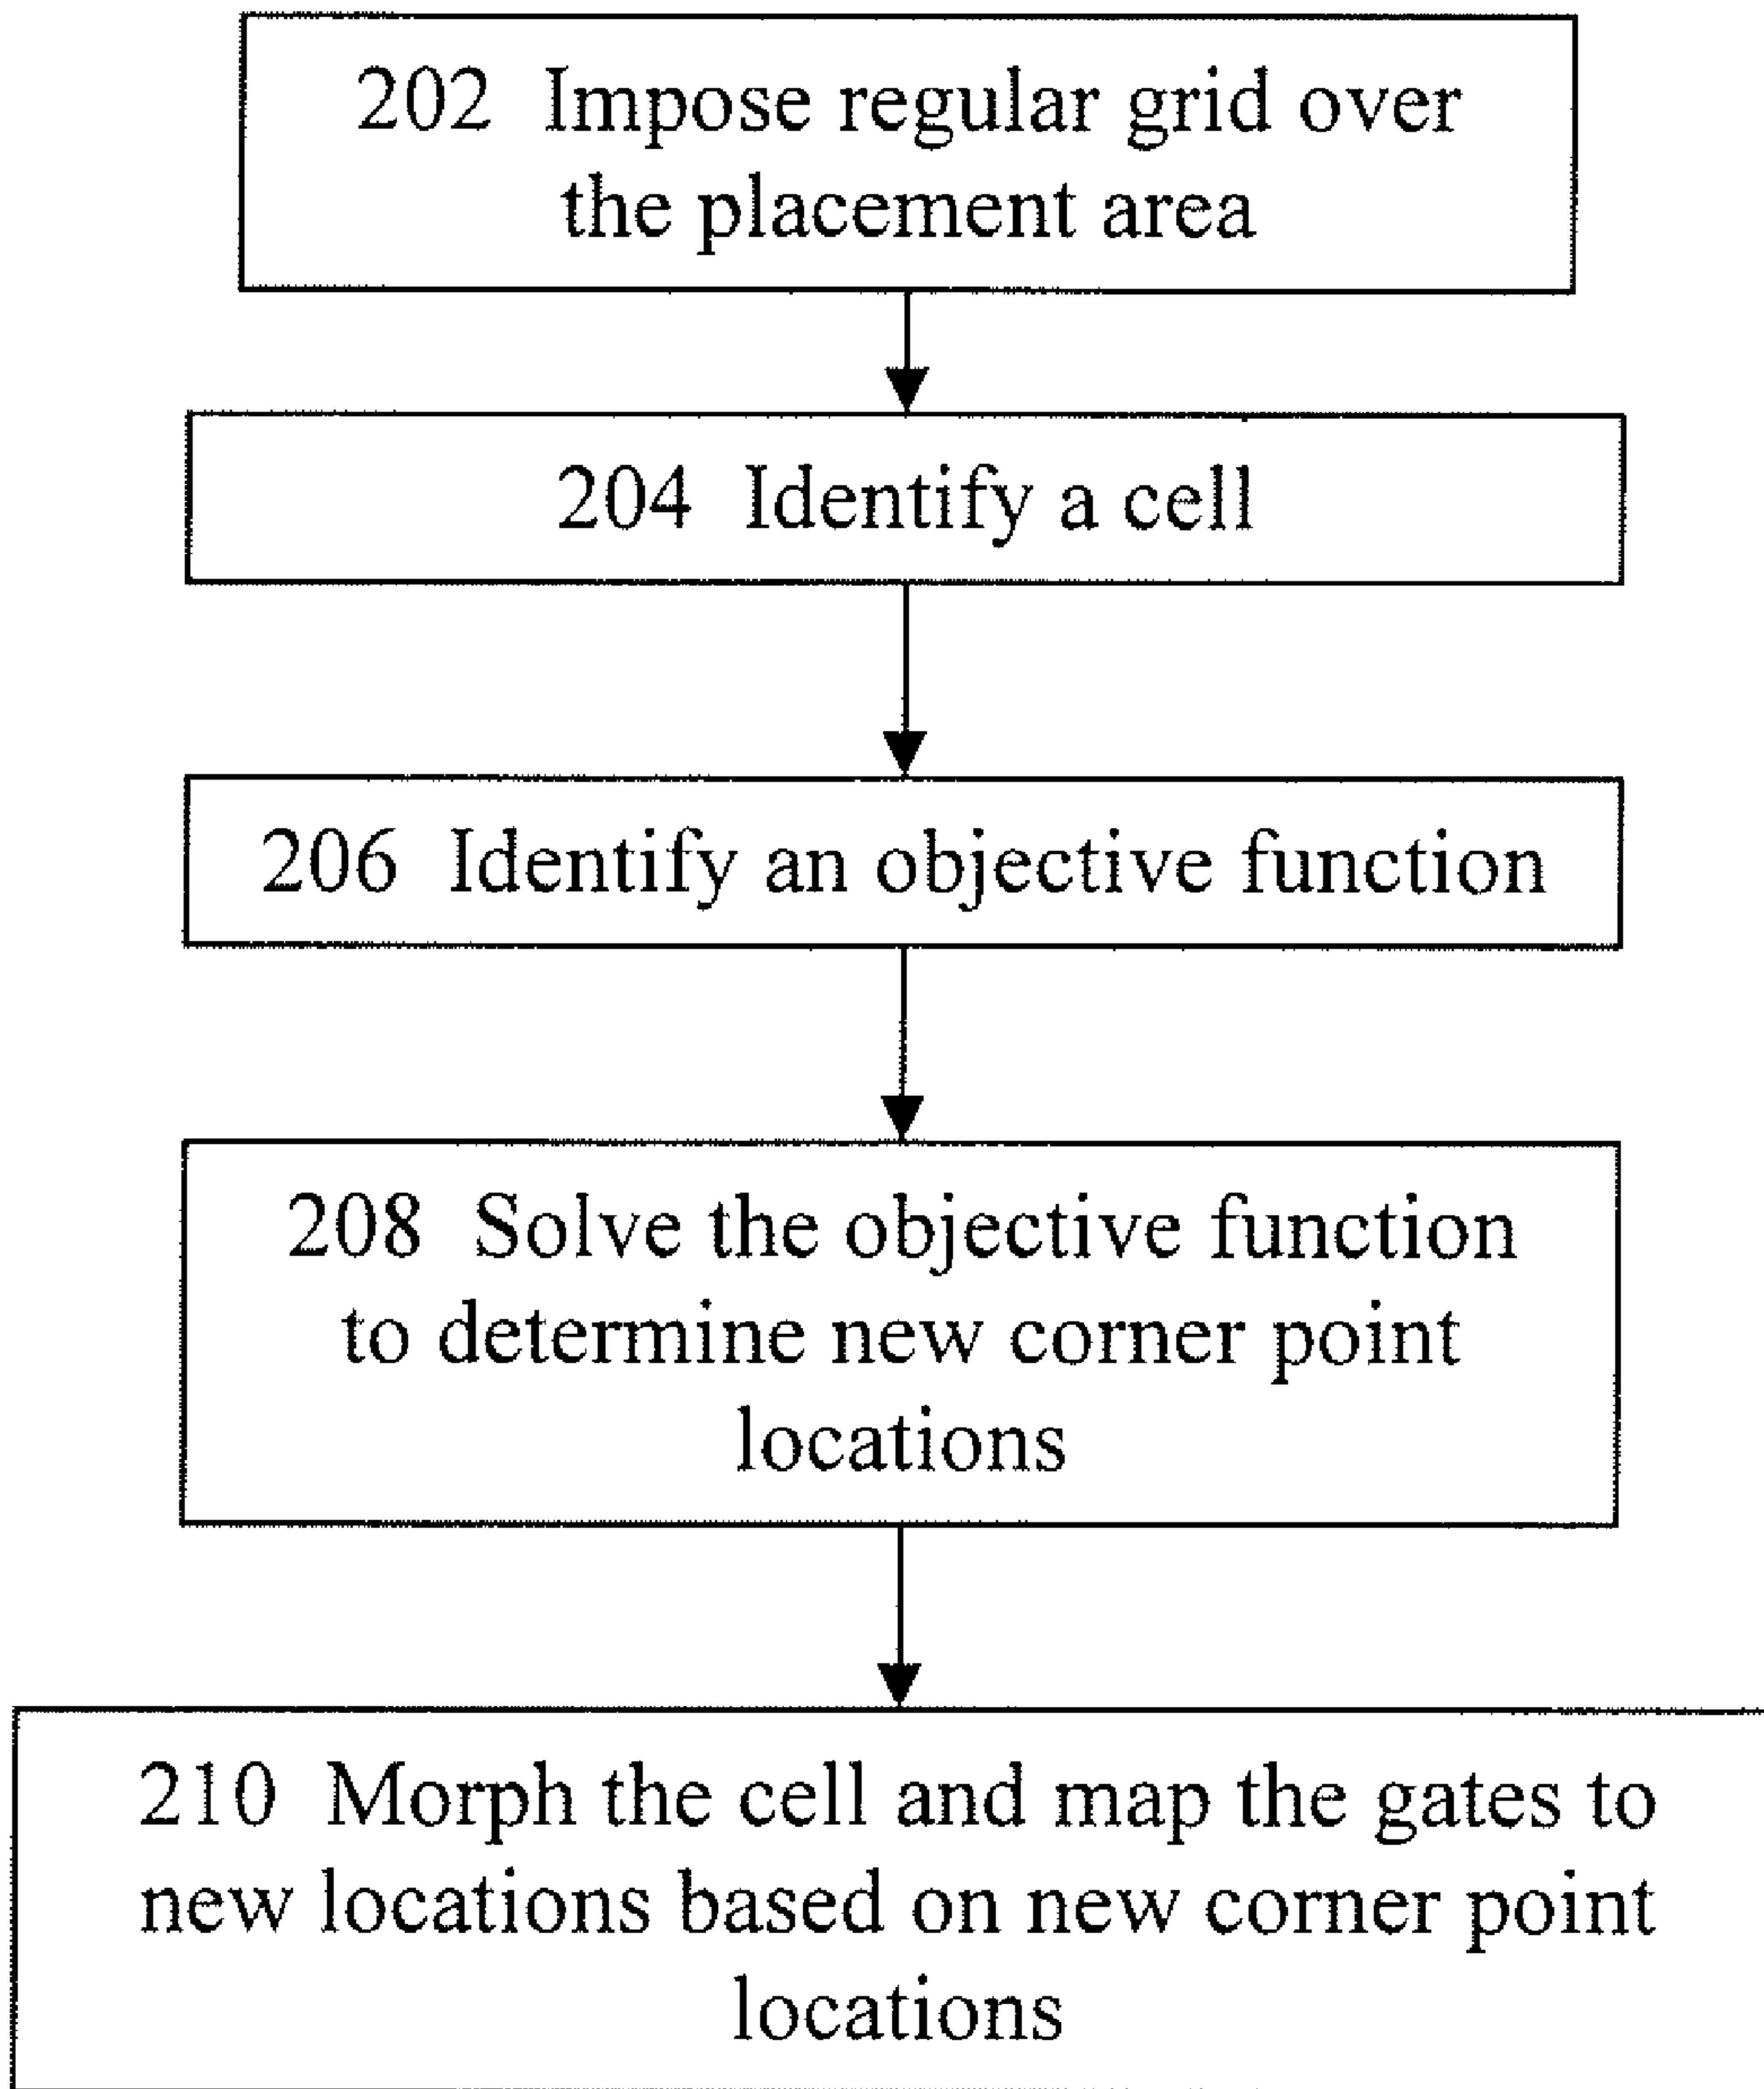 202 Impose regular grid over
the placement area
204 Identify a cell
206 Identify an objective function
208 Solve the objective function
to determine new corner point
locations
210 Morph the cell and map the gates to
new locations based on new corner point
locations